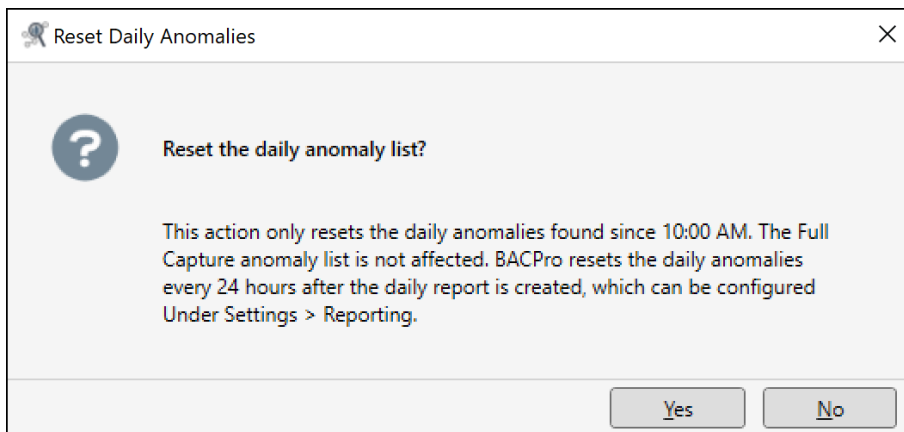 Reset Daily Anomalies
Reset the daily anomaly list?
This action only resets the daily anomalies found since 10:00 AM. The Full
Capture anomaly list is not affected. BACPro resets the daily anomalies
every 24 hours after the daily report is created, which can be configured
Under Settings > Reporting.
Yes
No